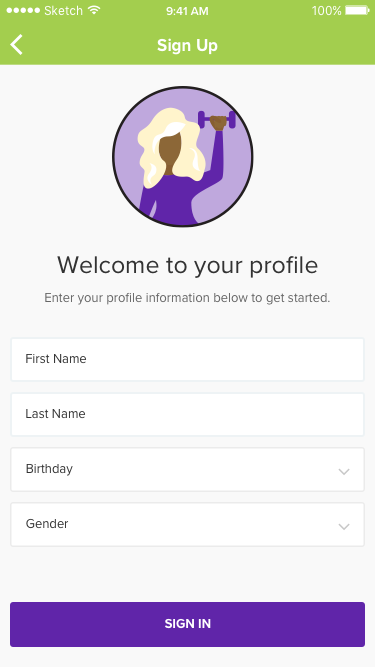 Sketch 9:41 AM 100%
Sign Up
Welcome to your profile
Enter your profile information below to get started.
First Name
Last Name
Birthday
Gender
SIGN IN